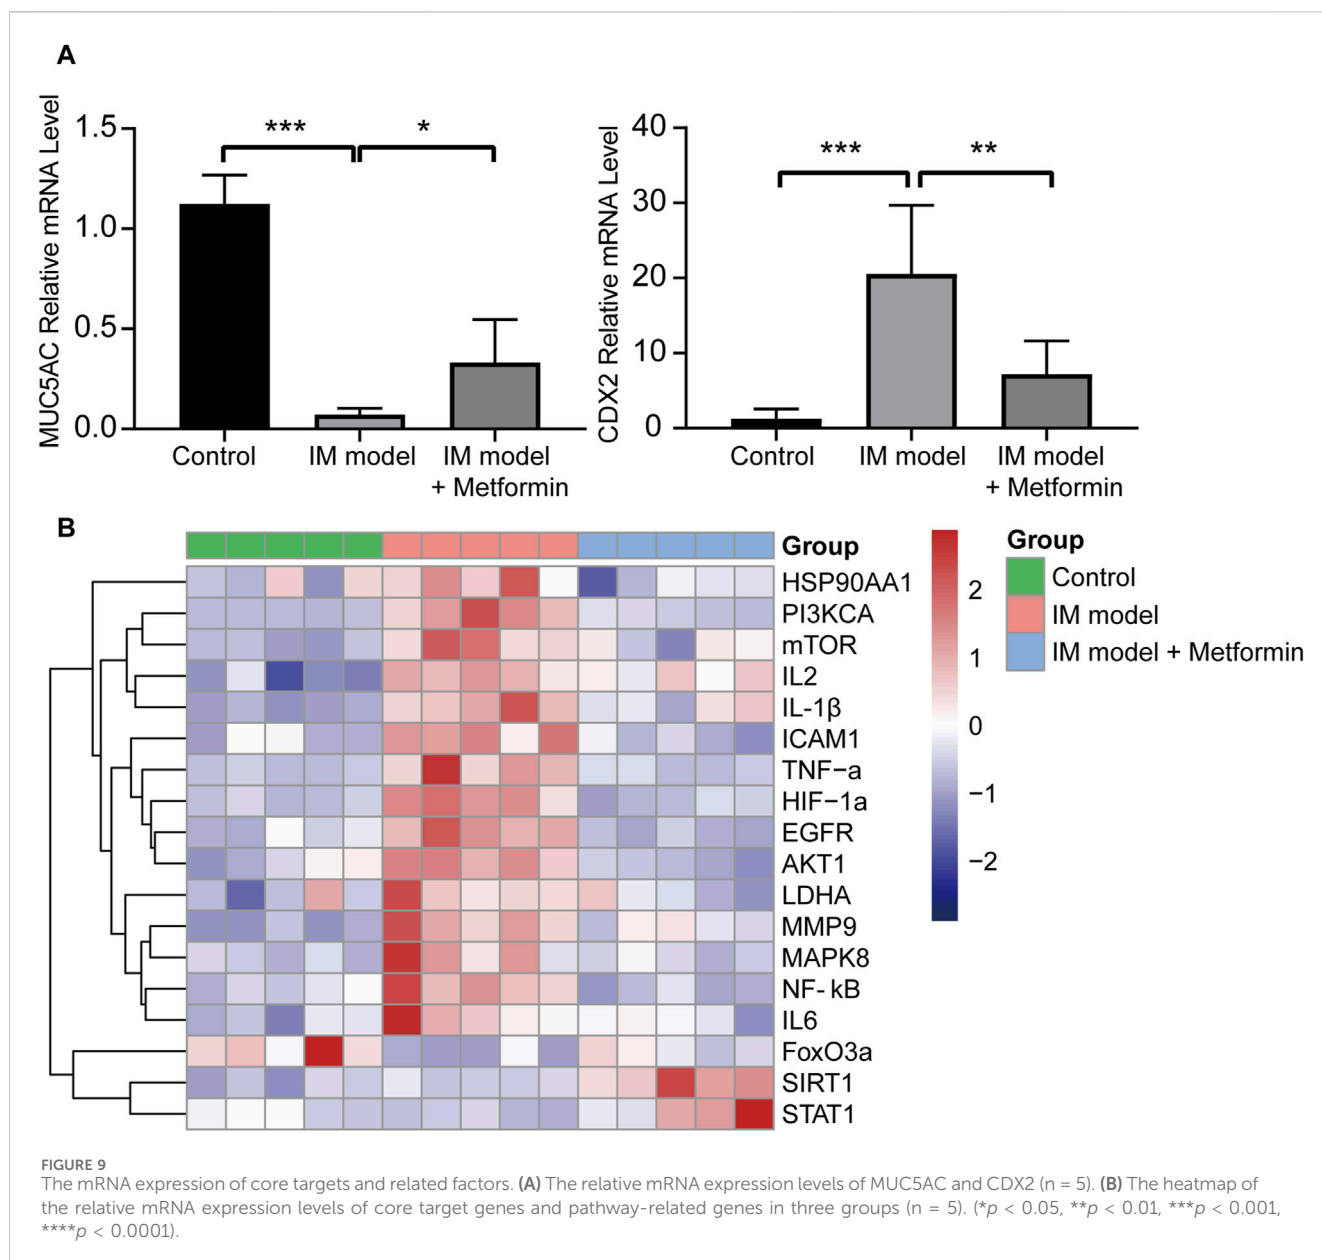 A
MUC5AC Relative mRNA Level
1.5
1.0
0.5
0.0
***
*
Control
IM model
IM model
+ Metformin
CDX2 Relative mRNA Level
40
30
20
10
0
***
**
Control
IM model
IM model
+ Metformin
B
Group
HSP90AA1
PI3KCA
mTOR
IL2
IL-1β
ICAM1
TNF−a
HIF−1a
EGFR
AKT1
LDHA
MMP9
MAPK8
NF-kB
IL6
FoxO3a
SIRT1
STAT1
2
1
0
−1
−2
Group
Control
IM model
IM model + Metformin
FIGURE 9
The mRNA expression of core targets and related factors. (A) The relative mRNA expression levels of MUC5AC and CDX2 (n = 5). (B) The heatmap of
the relative mRNA expression levels of core target genes and pathway-related genes in three groups (n = 5). (*p < 0.05, **p < 0.01, ***p < 0.001,
****p < 0.0001).